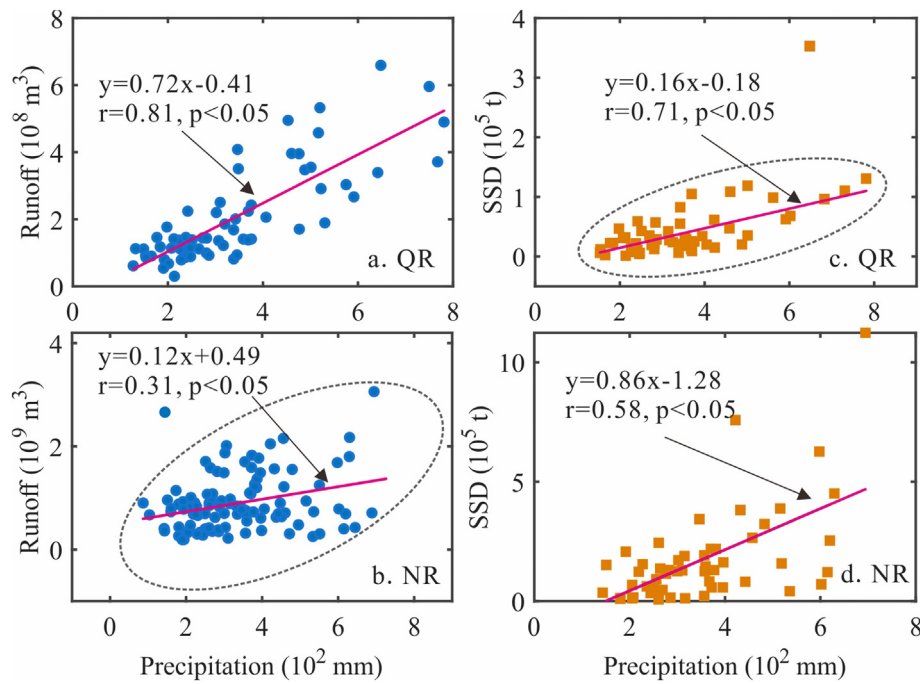 8
6
4
2
0
Runoff (10⁸ m³)
y=0.72x-0.41
r=0.81, p<0.05
a. QR
0 2 4 6 8
4
2
0
SSD (10⁵ t)
y=0.16x-0.18
r=0.71, p<0.05
c. QR
0 2 4 6 8
4
2
0
Runoff (10⁹ m³)
y=0.12x+0.49
r=0.31, p<0.05
b. NR
0 2 4 6 8
Precipitation (10² mm)
10
5
0
SSD (10⁵ t)
y=0.86x-1.28
r=0.58, p<0.05
d. NR
2 4 6 8
Precipitation (10² mm)